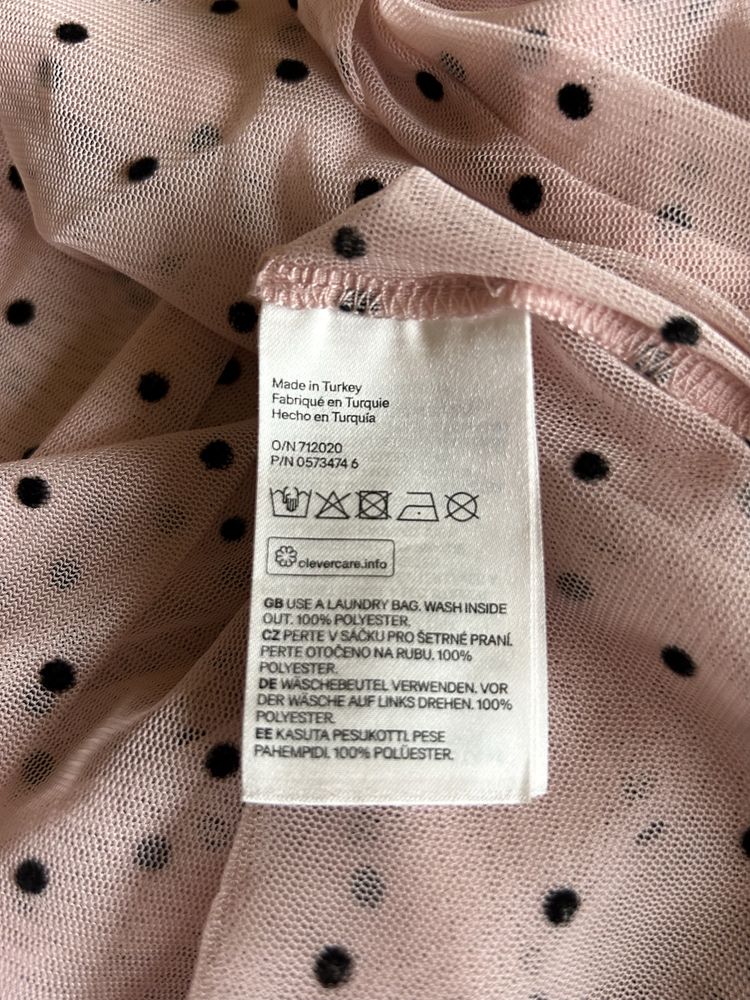 Made in Turkey
Fabriqué en Turquie
Hecho en Turquía
O/N 712020
P/N 0573474 6
clevercare.info
GB USE A LAUNDRY BAG. WASH INSIDE
OUT. 100% POLYESTER.
CZ PERTE V SÁČKU PRO ŠETRNÉ PRANÍ.
PERTE OTOČENO NA RUBU. 100%
POLYESTER.
DE WÄSCHEBEUTEL VERWENDEN. VOR
DER WÄSCHE AUF LINKS DREHEN. 100%
POLYESTER.
EE KASUTA PESUKOTTI. PESE
PAHEMPIDI. 100% POLÜESTER.